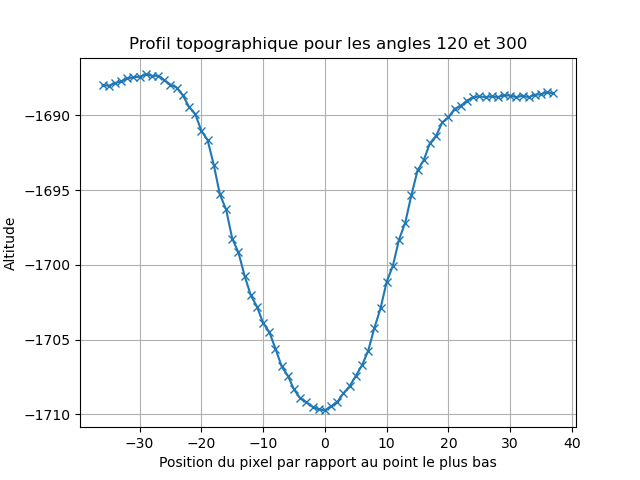 Profil topographique pour les angles 120 et 300
Altitude
−1690
−1695
−1700
−1705
−1710
−30 −20 −10 0 10 20 30 40
Position du pixel par rapport au point le plus bas